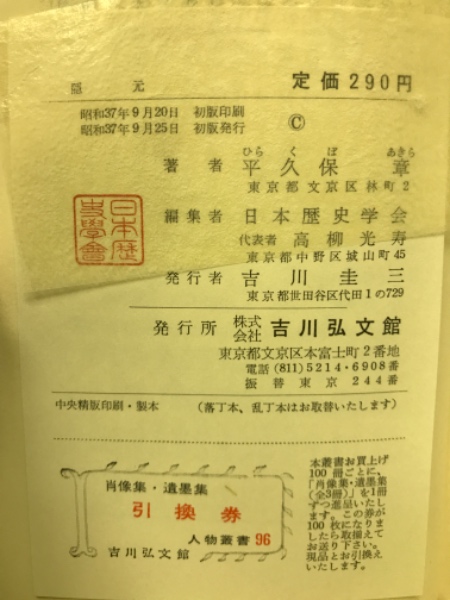 隠元 定価290円
昭和37年9月20日 初版印刷
昭和37年9月25日 初版発行
©
ひらくぼ あきら
著者 平久保 章
東京都文京区林町2
編集者 日本歴史学会
代表者 高柳光寿
東京都中野区城山町45
発行者 吉川圭三
東京都世田谷区代田1の729
発行所 株式会社 吉川弘文館
東京都文京区本富士町2番地
電話 (811) 5214・6908番
振替東京244番
日本歴史学会
中央精版印刷・製本 (落丁本、乱丁本はお取替いたします)
肖像集・遺墨集
引換券
人物叢書 96
吉川弘文館
本叢書お買上げ
100冊ごとに、
「肖像集・遺墨集
(全3冊)」を1冊
ずつ進呈いたし
ます。この券が
100枚になりま
したら取揃えて
お送り下さい。
現品とお引換え
いたします。